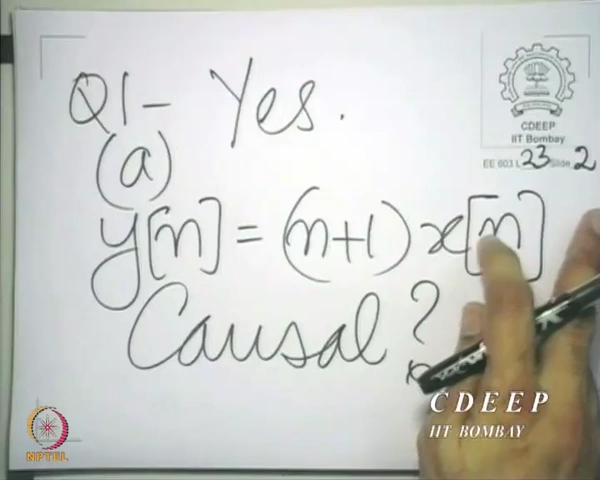 Q1- Yes.
CDEEP
IIT Bombay
EE 603 L 23 Slide 2
(a)
y[n] = (n+1) x[n]
Causal?
CDEEP
IIT BOMBAY
NPTEL